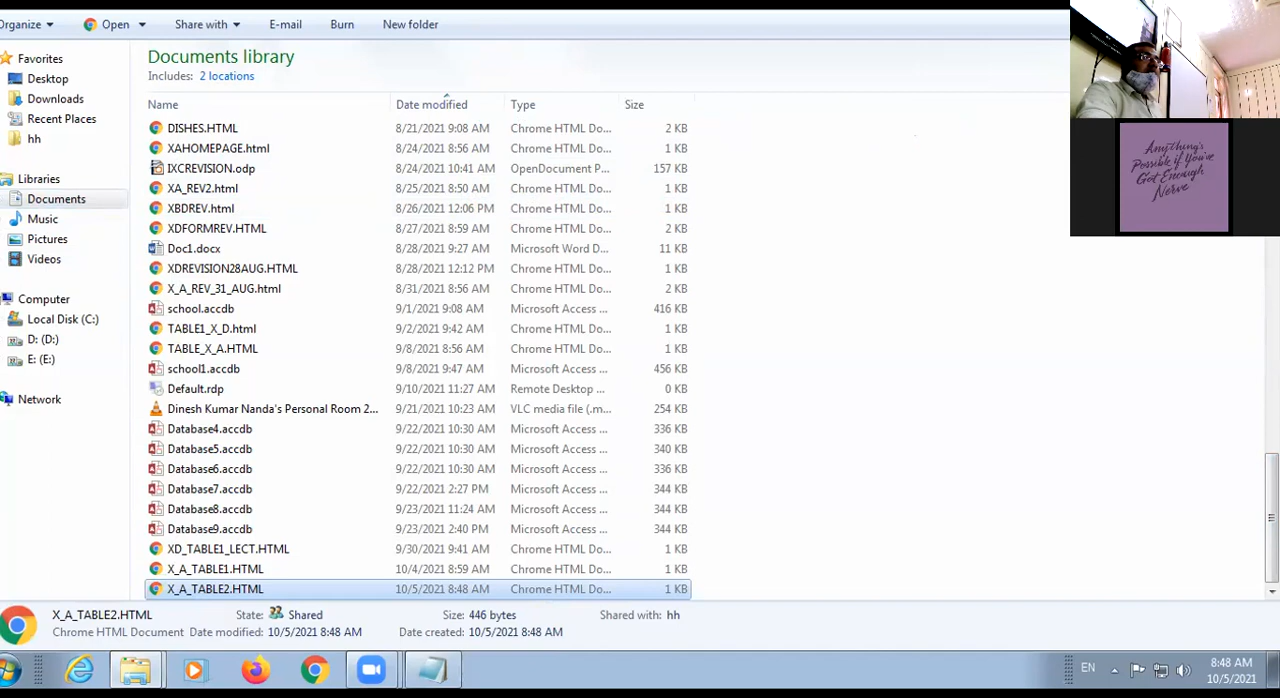 Organize Open Share with E-mail Burn New folder
Favorites
Desktop
Downloads
Recent Places
hh
Libraries
Documents
Music
Pictures
Videos
Computer
Local Disk (C:)
D: (D:)
E: (E:)
Network
Documents library
Includes: 2 locations
Name Date modified Type Size
DISHES.HTML 8/21/2021 9:08 AM Chrome HTML Do... 2 KB
XAHOMEPAGE.html 8/24/2021 8:56 AM Chrome HTML Do... 1 KB
IXCREVISION.odp 8/24/2021 10:41 AM OpenDocument P... 157 KB
XA_REV2.html 8/25/2021 8:50 AM Chrome HTML Do... 1 KB
XBDREV.html 8/26/2021 12:06 PM Chrome HTML Do... 1 KB
XDFORMREV.HTML 8/27/2021 8:59 AM Chrome HTML Do... 2 KB
Doc1.docx 8/28/2021 9:27 AM Microsoft Word D... 11 KB
XDREVISION28AUG.HTML 8/28/2021 12:12 PM Chrome HTML Do... 1 KB
X_A_REV_31_AUG.html 8/31/2021 8:56 AM Chrome HTML Do... 2 KB
school.accdb 9/1/2021 9:08 AM Microsoft Access ... 416 KB
TABLE1_X_D.html 9/2/2021 9:42 AM Chrome HTML Do... 1 KB
TABLE_X_A.HTML 9/8/2021 8:56 AM Chrome HTML Do... 1 KB
school1.accdb 9/8/2021 9:47 AM Microsoft Access ... 456 KB
Default.rdp 9/10/2021 11:27 AM Remote Desktop ... 0 KB
Dinesh Kumar Nanda's Personal Room 2... 9/21/2021 10:23 AM VLC media file (.m... 254 KB
Database4.accdb 9/22/2021 10:30 AM Microsoft Access ... 336 KB
Database5.accdb 9/22/2021 10:30 AM Microsoft Access ... 340 KB
Database6.accdb 9/22/2021 10:30 AM Microsoft Access ... 336 KB
Database7.accdb 9/22/2021 2:27 PM Microsoft Access ... 344 KB
Database8.accdb 9/23/2021 11:24 AM Microsoft Access ... 344 KB
Database9.accdb 9/23/2021 2:40 PM Microsoft Access ... 344 KB
XD_TABLE1_LECT.HTML 9/30/2021 9:41 AM Chrome HTML Do... 1 KB
X_A_TABLE1.HTML 10/4/2021 8:59 AM Chrome HTML Do... 1 KB
X_A_TABLE2.HTML 10/5/2021 8:48 AM Chrome HTML Do... 1 KB
X_A_TABLE2.HTML State: Shared Size: 446 bytes Shared with: hh
Chrome HTML Document Date modified: 10/5/2021 8:48 AM Date created: 10/5/2021 8:48 AM
EN 8:48 AM
10/5/2021
Anything's
Possible if You've
Got Enough
Nerve